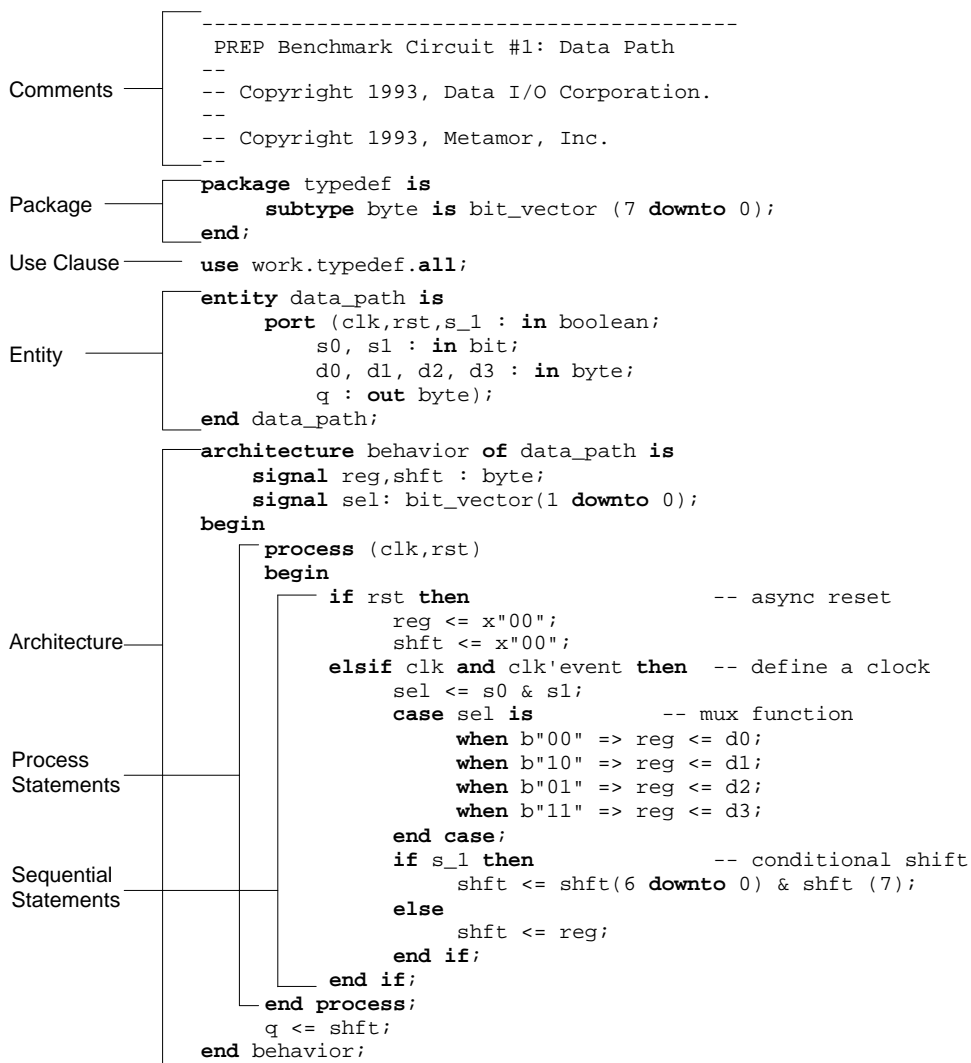 --------------------------------------------
 PREP Benchmark Circuit #1: Data Path
--
Comments
-- Copyright 1993, Data I/O Corporation.
--
-- Copyright 1993, Metamor, Inc.
--
package typedef is
Package
subtype byte is bit_vector (7 downto 0);
end;
Use Clause
use work.typedef.all;
entity data_path is
port (clk,rst,s_1 : in boolean;
s0, s1 : in bit;
Entity
d0, d1, d2, d3 : in byte;
q : out byte);
end data_path;
architecture behavior of data_path is
signal reg,shft : byte;
signal sel: bit_vector(1 downto 0);
begin
process (clk,rst)
begin
if rst then -- async reset
reg <= x"00";
shft <= x"00";
Architecture
elsif clk and clk'event then -- define a clock
sel <= s0 & s1;
case sel is -- mux function
when b"00" => reg <= d0;
Process
Statements
when b"10" => reg <= d1;
when b"01" => reg <= d2;
when b"11" => reg <= d3;
end case;
if s_1 then -- conditional shift
Sequential
Statements
shft <= shft(6 downto 0) & shft (7);
else
shft <= reg;
end if;
end if;
end process;
q <= shft;
end behavior;